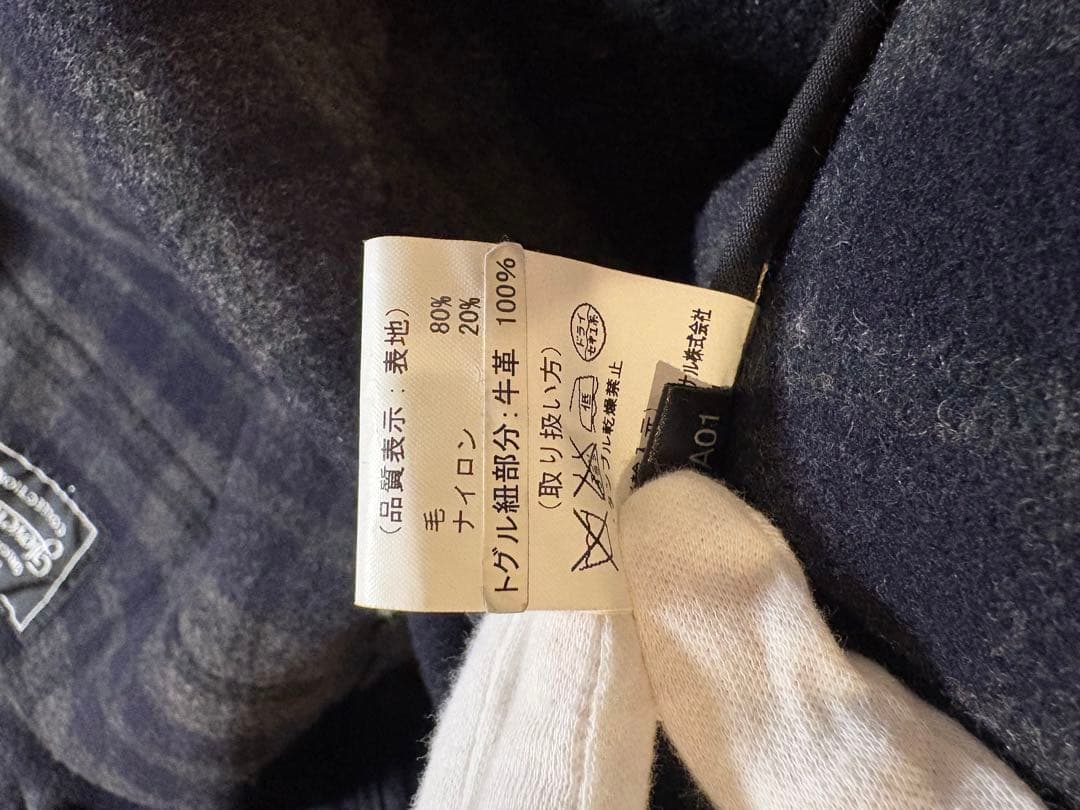 (品質表示:表地)
毛 80%
ナイロン 20%
トグル紐部分:牛革 100%
(取り扱い方)
ドライ
セキユ系
低
ブル乾燥禁止
ナル株式会社
A01